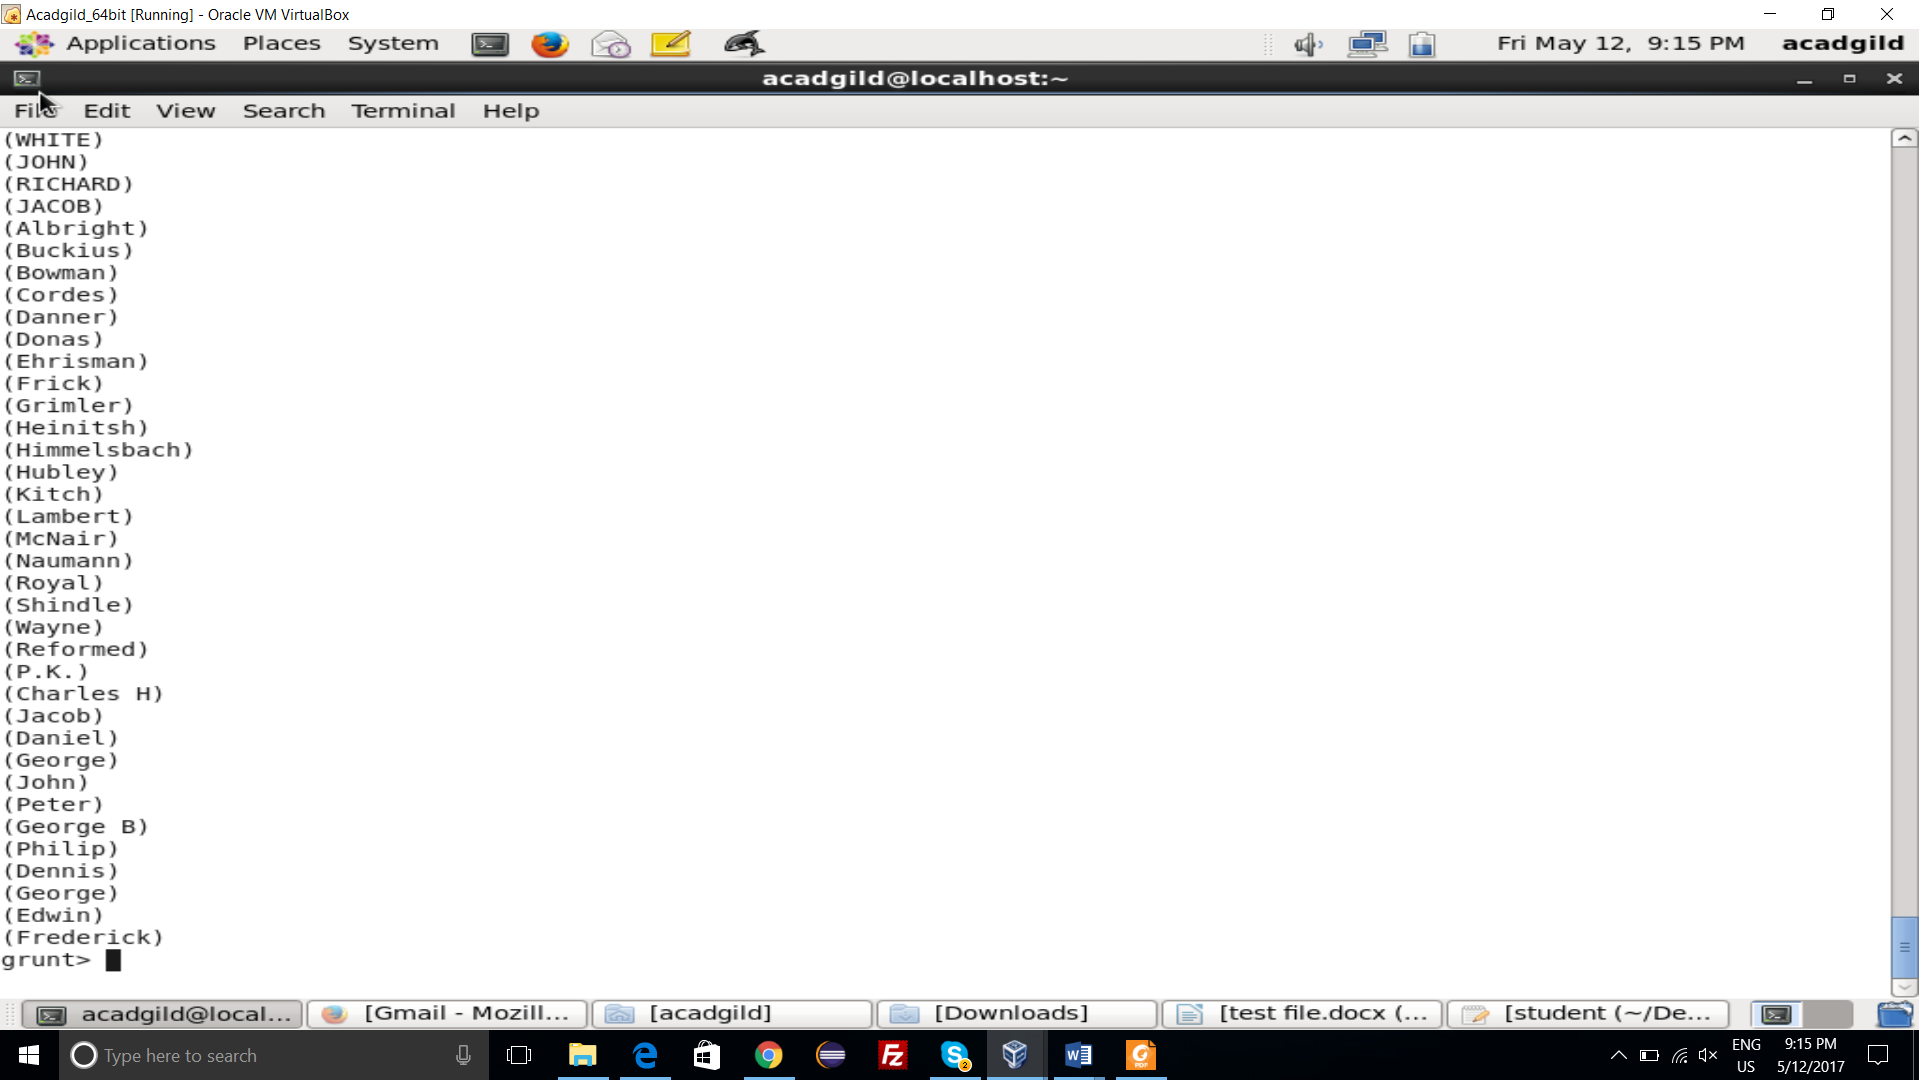 Acadgild_64bit [Running] - Oracle VM VirtualBox
Applications Places System Fri May 12, 9:15 PM acadgild
acadgild@localhost:~
File Edit View Search Terminal Help
(WHITE)
(JOHN)
(RICHARD)
(JACOB)
(Albright)
(Buckius)
(Bowman)
(Cordes)
(Danner)
(Donas)
(Ehrisman)
(Frick)
(Grimler)
(Heinitsh)
(Himmelsbach)
(Hubley)
(Kitch)
(Lambert)
(McNair)
(Naumann)
(Royal)
(Shindle)
(Wayne)
(Reformed)
(P.K.)
(Charles H)
(Jacob)
(Daniel)
(George)
(John)
(Peter)
(George B)
(Philip)
(Dennis)
(George)
(Edwin)
(Frederick)
grunt>
acadgild@local... [Gmail - Mozill... [acadgild] [Downloads] [test file.docx (... [student (~/De...
Type here to search ENG 9:15 PM
US 5/12/2017